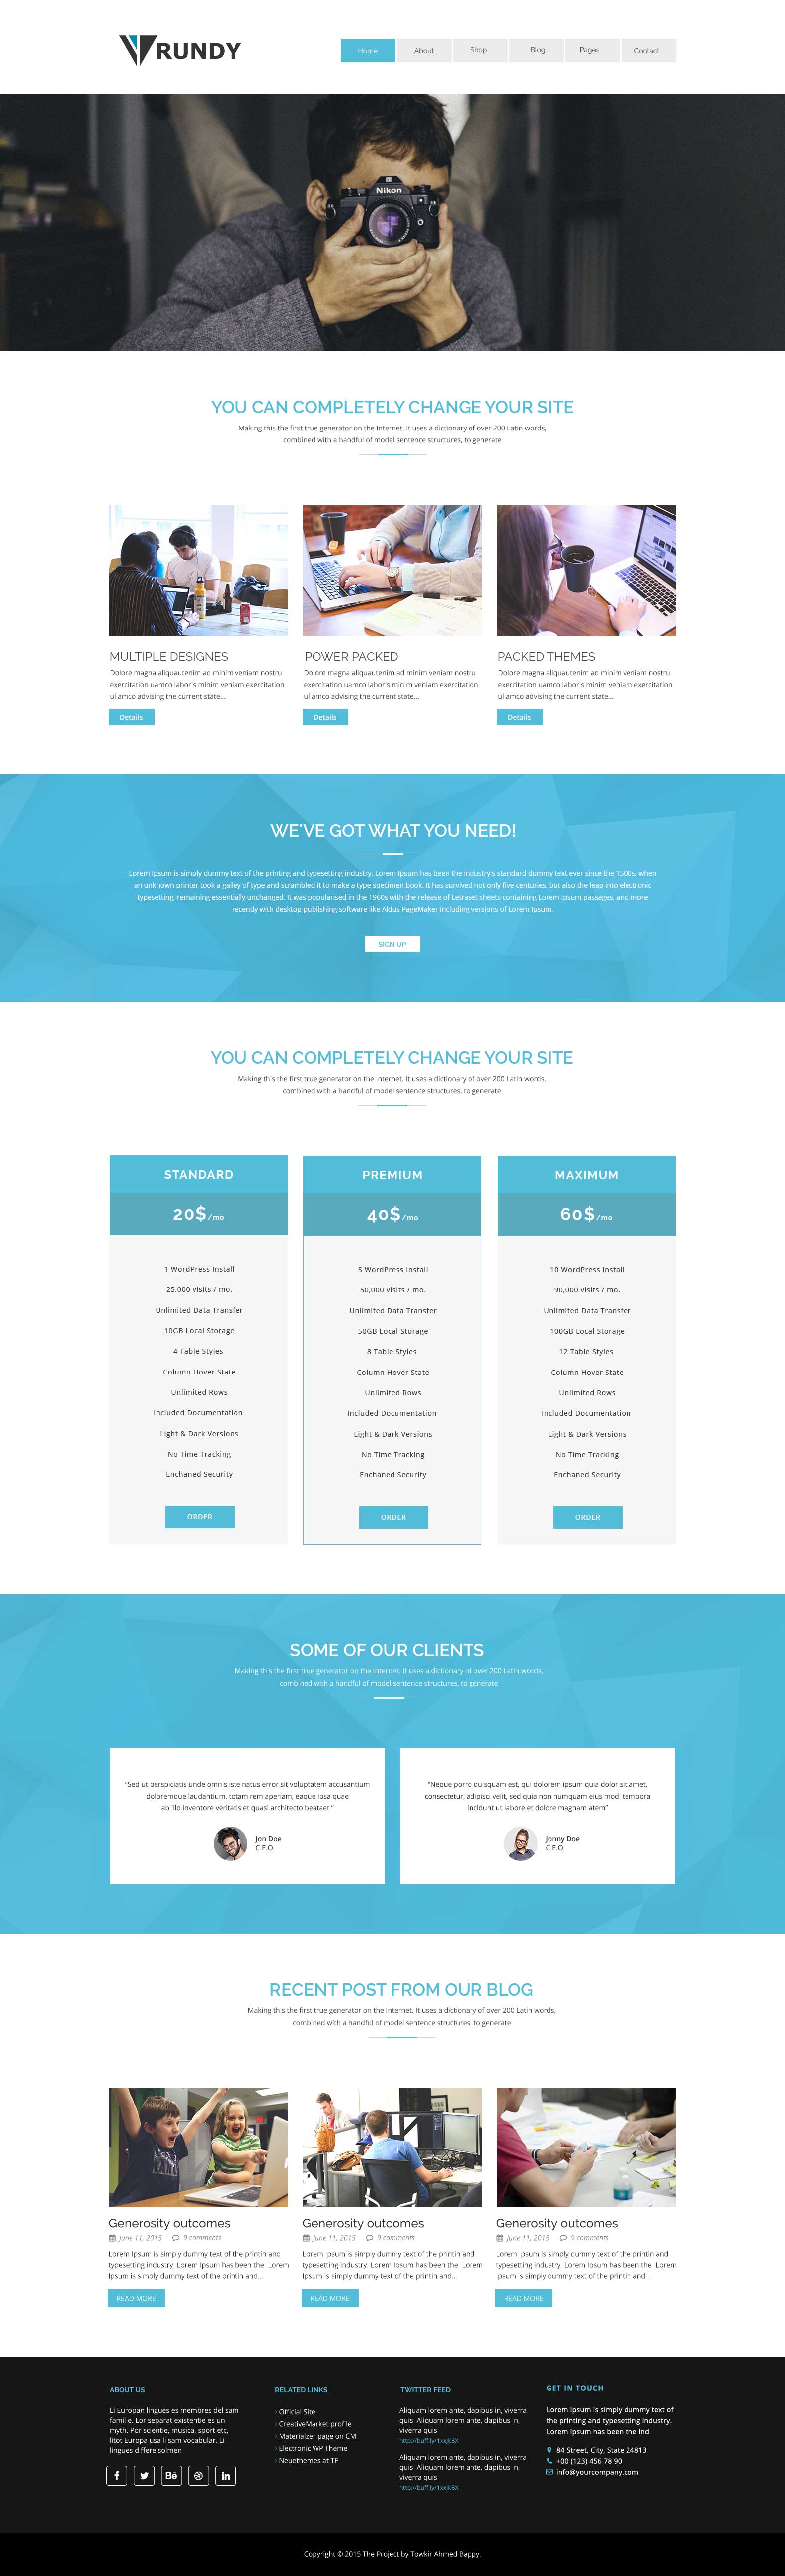 RUNDY
Home About Shop Blog Pages Contact
Nikon
YOU CAN COMPLETELY CHANGE YOUR SITE
Making this the first true generator on the Internet. It uses a dictionary of over 200 Latin words,
combined with a handful of model sentence structures, to generate
MULTIPLE DESIGNES
Dolore magna aliquautenim ad minim veniam nostru
exercitation uamco laboris minim veniam exercitation
ullamco advising the current state...
Details
POWER PACKED
Dolore magna aliquautenim ad minim veniam nostru
exercitation uamco laboris minim veniam exercitation
ullamco advising the current state...
Details
PACKED THEMES
Dolore magna aliquautenim ad minim veniam nostru
exercitation uamco laboris minim veniam exercitation
ullamco advising the current state...
Details
WE'VE GOT WHAT YOU NEED!
Lorem Ipsum is simply dummy text of the printing and typesetting industry. Lorem Ipsum has been the industry's standard dummy text ever since the 1500s, when
an unknown printer took a galley of type and scrambled it to make a type specimen book. It has survived not only five centuries, but also the leap into electronic
typesetting, remaining essentially unchanged. It was popularised in the 1960s with the release of Letraset sheets containing Lorem Ipsum passages, and more
recently with desktop publishing software like Aldus PageMaker including versions of Lorem Ipsum.
SIGN UP
YOU CAN COMPLETELY CHANGE YOUR SITE
Making this the first true generator on the Internet. It uses a dictionary of over 200 Latin words,
combined with a handful of model sentence structures, to generate
STANDARD
20$/mo
1 WordPress Install
25,000 visits / mo.
Unlimited Data Transfer
10GB Local Storage
4 Table Styles
Column Hover State
Unlimited Rows
Included Documentation
Light & Dark Versions
No Time Tracking
Enchaned Security
ORDER
PREMIUM
40$/mo
5 WordPress Install
50,000 visits / mo.
Unlimited Data Transfer
50GB Local Storage
8 Table Styles
Column Hover State
Unlimited Rows
Included Documentation
Light & Dark Versions
No Time Tracking
Enchaned Security
ORDER
MAXIMUM
60$/mo
10 WordPress Install
90,000 visits / mo.
Unlimited Data Transfer
100GB Local Storage
12 Table Styles
Column Hover State
Unlimited Rows
Included Documentation
Light & Dark Versions
No Time Tracking
Enchaned Security
ORDER
SOME OF OUR CLIENTS
Making this the first true generator on the Internet. It uses a dictionary of over 200 Latin words,
combined with a handful of model sentence structures, to generate
“Sed ut perspiciatis unde omnis iste natus error sit voluptatem accusantium
doloremque laudantium, totam rem aperiam, eaque ipsa quae
ab illo inventore veritatis et quasi architecto beataet ”
Jon Doe
C.E.O
“Neque porro quisquam est, qui dolorem ipsum quia dolor sit amet,
consectetur, adipisci velit, sed quia non numquam eius modi tempora
incidunt ut labore et dolore magnam atem”
Jonny Doe
C.E.O
RECENT POST FROM OUR BLOG
Making this the first true generator on the Internet. It uses a dictionary of over 200 Latin words,
combined with a handful of model sentence structures, to generate
Generosity outcomes
June 11, 2015 9 comments
Lorem Ipsum is simply dummy text of the printin and
typesetting industry. Lorem Ipsum has been the Lorem
Ipsum is simply dummy text of the printin and...
READ MORE
Generosity outcomes
June 11, 2015 9 comments
Lorem Ipsum is simply dummy text of the printin and
typesetting industry. Lorem Ipsum has been the Lorem
Ipsum is simply dummy text of the printin and...
READ MORE
Generosity outcomes
June 11, 2015 9 comments
Lorem Ipsum is simply dummy text of the printin and
typesetting industry. Lorem Ipsum has been the Lorem
Ipsum is simply dummy text of the printin and...
READ MORE
ABOUT US
Li Europan lingues es membres del sam
familie. Lor separat existentie es un
myth. Por scientie, musica, sport etc,
litot Europa usa li sam vocabular. Li
lingues differe solmen
Bē
in
RELATED LINKS
Official Site
CreativeMarket profile
Materialzer page on CM
Electronic WP Theme
Neuethemes at TF
TWITTER FEED
Aliquam lorem ante, dapibus in, viverra
quis Aliquam lorem ante, dapibus in,
viverra quis
http://buff.ly/1xxjkBX
Aliquam lorem ante, dapibus in, viverra
quis Aliquam lorem ante, dapibus in,
viverra quis
http://buff.ly/1xxjkBX
GET IN TOUCH
Lorem Ipsum is simply dummy text of
the printing and typesetting industry.
Lorem Ipsum has been the ind
84 Street, City, State 24813
+00 (123) 456 78 90
info@yourcompany.com
Copyright © 2015 The Project by Towkir Ahmed Bappy.